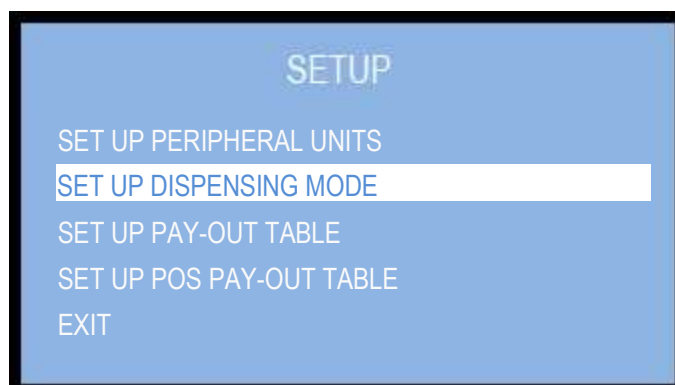 SETUP
SET UP PERIPHERAL UNITS
SET UP DISPENSING MODE
SET UP PAY-OUT TABLE
SET UP POS PAY-OUT TABLE
EXIT